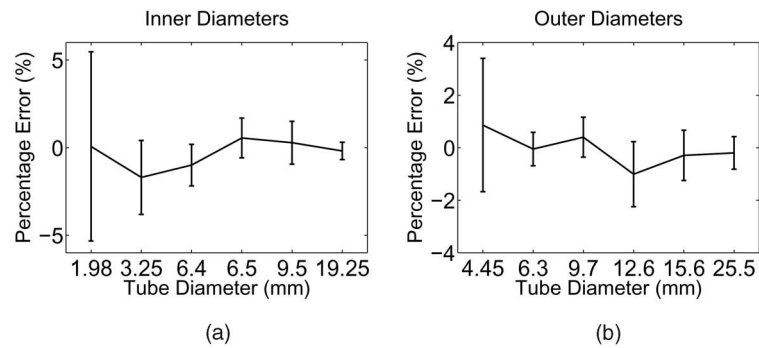 Inner Diameters
Percentage Error (%)
5
0
−5
1.98 3.25 6.4 6.5 9.5 19.25
Tube Diameter (mm)
(a)
Outer Diameters
Percentage Error (%)
4
2
0
−2
−4
4.45 6.3 9.7 12.6 15.6 25.5
Tube Diameter (mm)
(b)